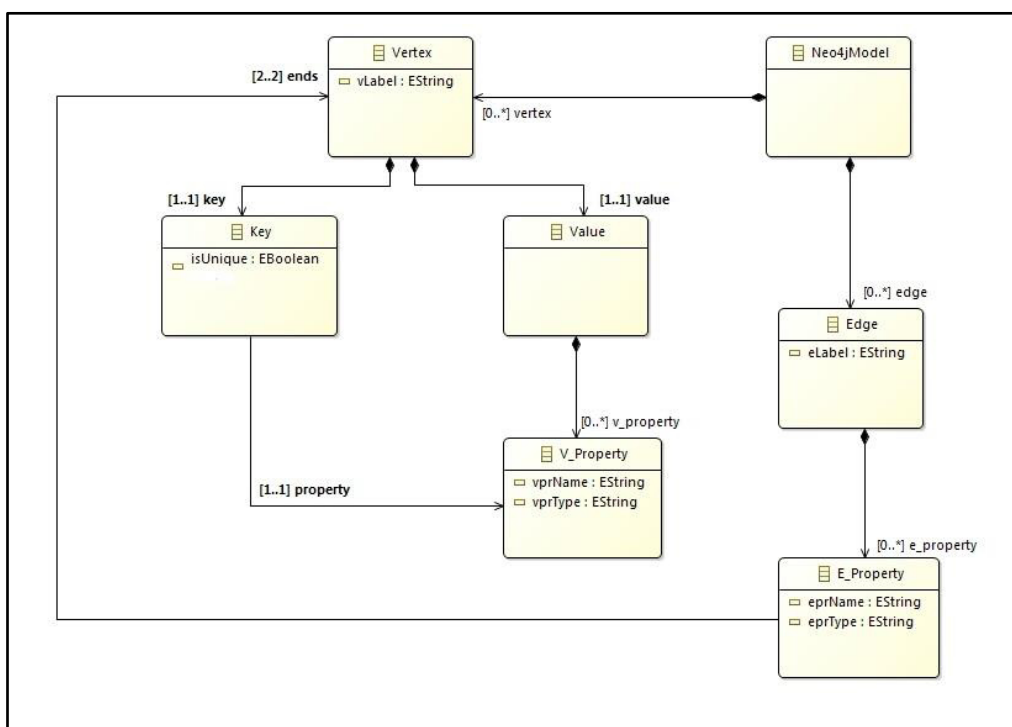 Vertex
vLabel : EString
Neo4jModel
[2..2] ends
[0..*] vertex
[1..1] key
[1..1] value
Key
isUnique : EBoolean
Value
[0..*] edge
Edge
eLabel : EString
[0..*] v_property
V_Property
vprName : EString
vprType : EString
[1..1] property
[0..*] e_property
E_Property
eprName : EString
eprType : EString